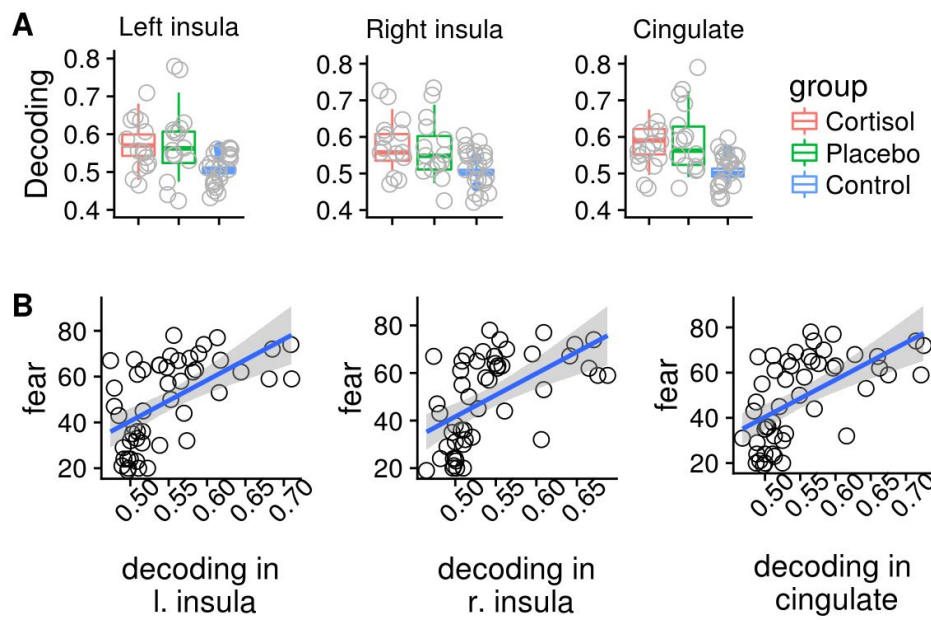 A
Left insula
Right insula
Cingulate
Decoding
0.8
0.7
0.6
0.5
0.4
0.8
0.7
0.6
0.5
0.4
0.8
0.7
0.6
0.5
0.4
group
Cortisol
Placebo
Control
B
fear
80
60
40
20
0.50
0.55
0.60
0.65
0.70
decoding in
l. insula
fear
80
60
40
20
0.50
0.55
0.60
0.65
decoding in
r. insula
fear
80
60
40
20
0.50
0.55
0.60
0.65
0.70
decoding in
cingulate